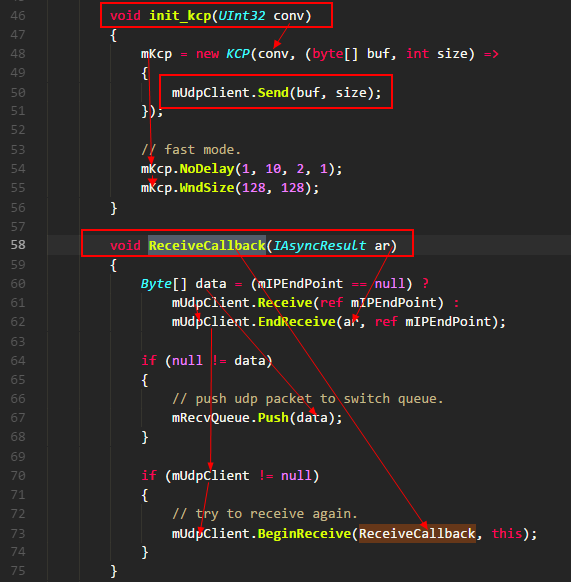 46 void init_kcp(UInt32 conv)
47 {
48 mKcp = new KCP(conv, (byte[] buf, int size) =>
49 {
50 mUdpClient.Send(buf, size);
51 });
52
53 // fast mode.
54 mKcp.NoDelay(1, 10, 2, 1);
55 mKcp.WndSize(128, 128);
56 }
57
58 void ReceiveCallback(IAsyncResult ar)
59 {
60 Byte[] data = (mIPEndPoint == null) ?
61 mUdpClient.Receive(ref mIPEndPoint) :
62 mUdpClient.EndReceive(ar, ref mIPEndPoint);
63
64 if (null != data)
65 {
66 // push udp packet to switch queue.
67 mRecvQueue.Push(data);
68 }
69
70 if (mUdpClient != null)
71 {
72 // try to receive again.
73 mUdpClient.BeginReceive(ReceiveCallback, this);
74 }
75 }